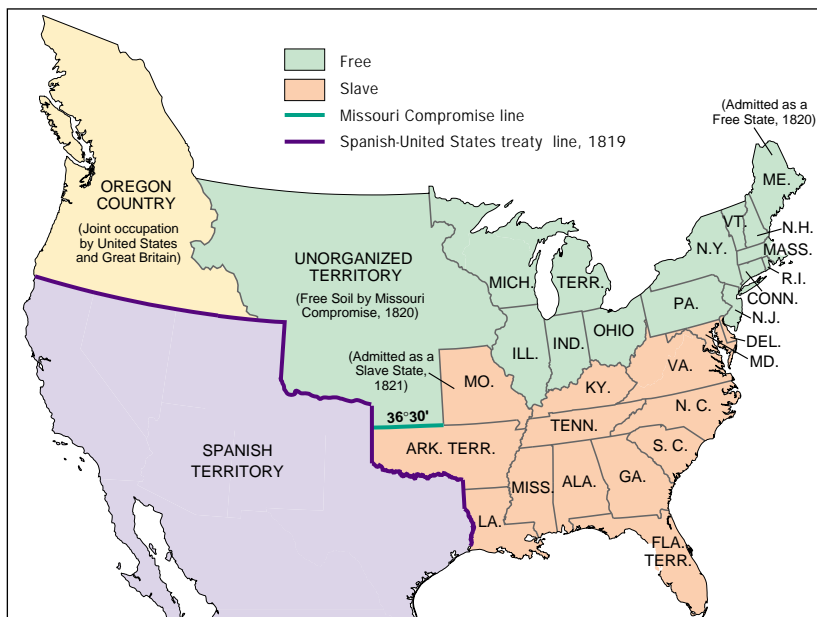 Free
Slave
Missouri Compromise line
Spanish-United States treaty line, 1819
(Admitted as a
Free State, 1820)
ME.
OREGON
COUNTRY
(Joint occupation
by United States
and Great Britain)
VT.
N.H.
N.Y.
MASS.
UNORGANIZED
TERRITORY
(Free Soil by Missouri
Compromise, 1820)
MICH.
TERR.
R.I.
CONN.
PA.
N.J.
OHIO
IND.
ILL.
DEL.
MD.
(Admitted as a
Slave State,
1821)
MO.
KY.
VA.
36°30'
N. C.
TENN.
SPANISH
TERRITORY
ARK. TERR.
S. C.
MISS.
ALA.
GA.
LA.
FLA.
TERR.